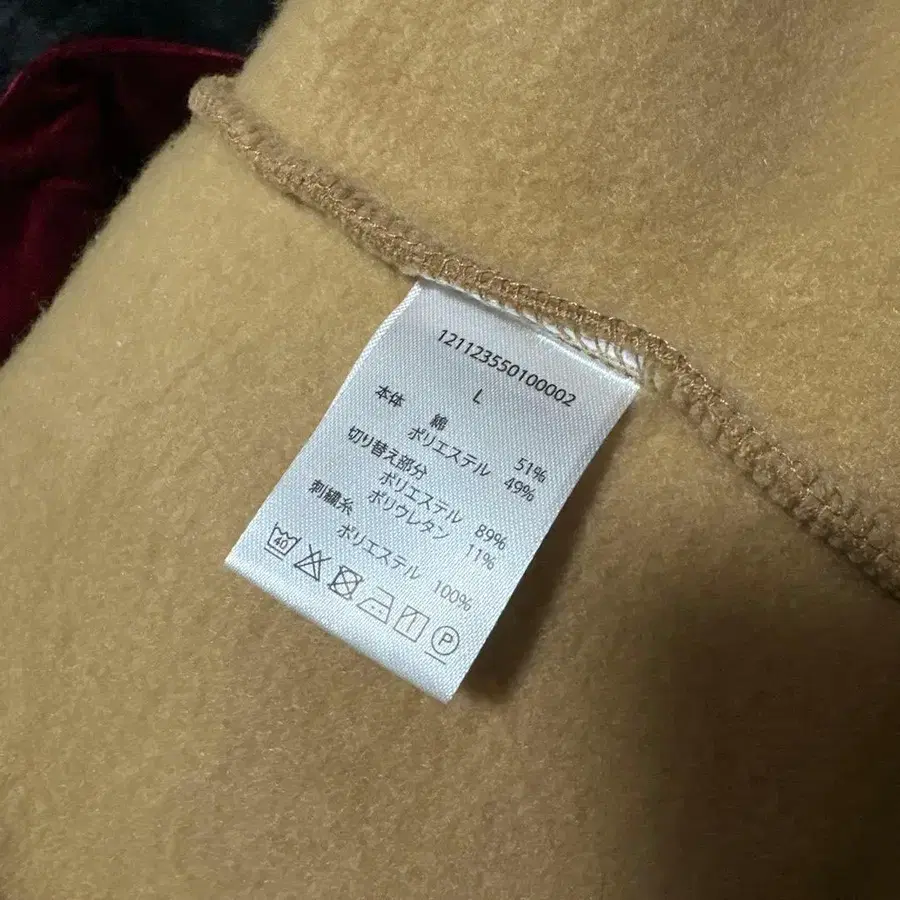 121123550100002
L
本体 綿 51%
ポリエステル 49%
切り替え部分
ポリエステル 89%
ポリウレタン 11%
刺繍糸
ポリエステル 100%
40 P